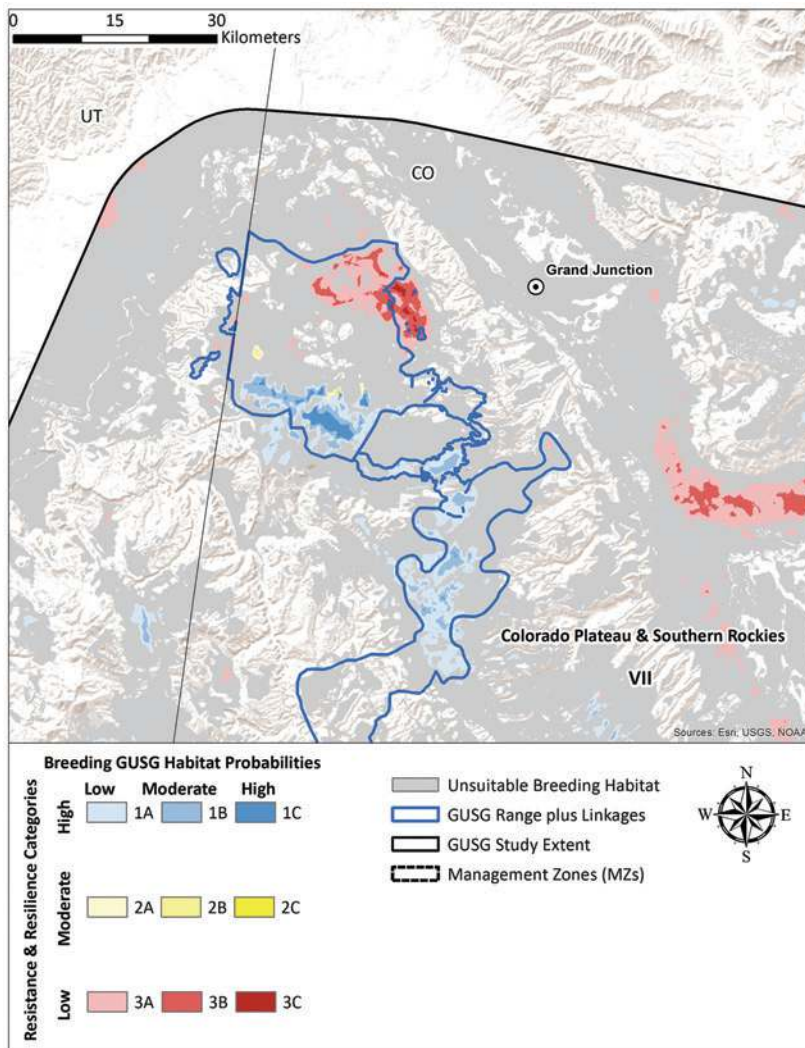 0 15 30
Kilometers
UT
CO
Grand Junction
Colorado Plateau & Southern Rockies
VII
Sources: Esri, USGS, NOAA
Breeding GUSG Habitat Probabilities
Low Moderate High
Resistance & Resilience Categories
High
1A 1B 1C
Moderate
2A 2B 2C
Low
3A 3B 3C
Unsuitable Breeding Habitat
GUSG Range plus Linkages
GUSG Study Extent
Management Zones (MZs)
N
W E
S